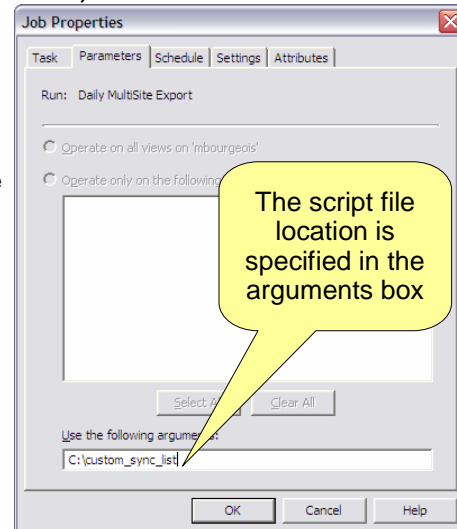 Job Properties
Task Parameters Schedule Settings Attributes
Run: Daily MultiSite Export
Operate on all views on 'mbourgeois'
Operate only on the following
The script file
location is
specified in the
arguments box
Select Clear All
Use the following arguments:
C:\custom_sync_list
OK Cancel Help